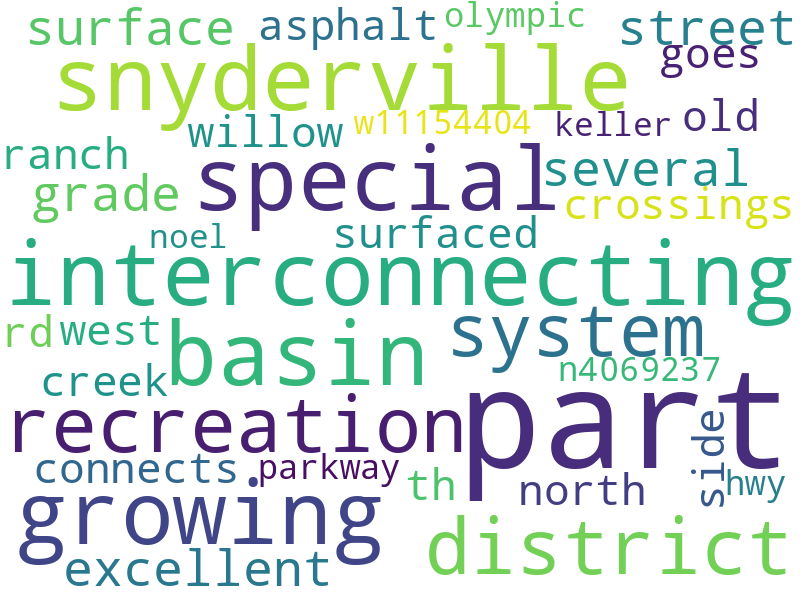 surface asphalt olympic street
snyderville goes
willow w11154404 keller old
ranch special several
grade crossings
noel surfaced
interconnecting
rd west basin system
creek n4069237
recreation part
connects parkway th north side hwy
growing district
excellent